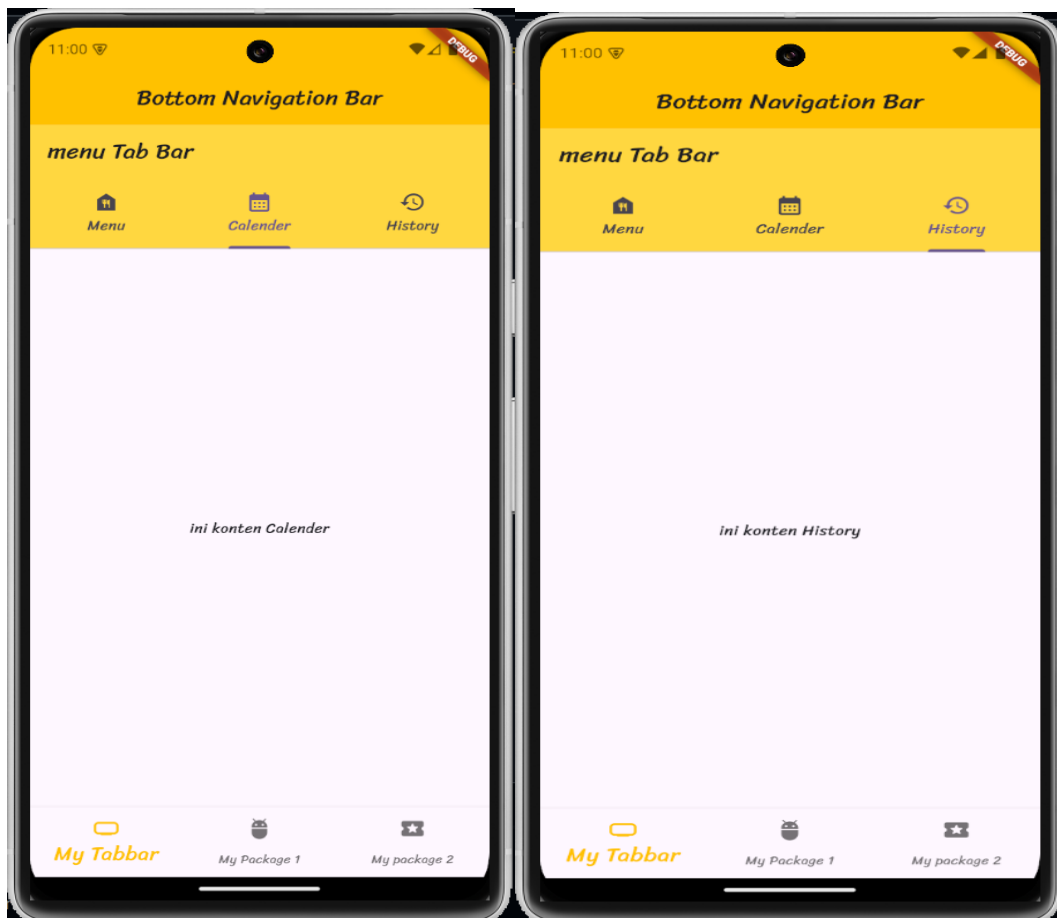 11:00
DEBUG
Bottom Navigation Bar
menu Tab Bar
Menu
Calender
History
ini konten Calender
My Tabbar
My Package 1
My package 2
11:00
DEBUG
Bottom Navigation Bar
menu Tab Bar
Menu
Calender
History
ini konten History
My Tabbar
My Package 1
My package 2